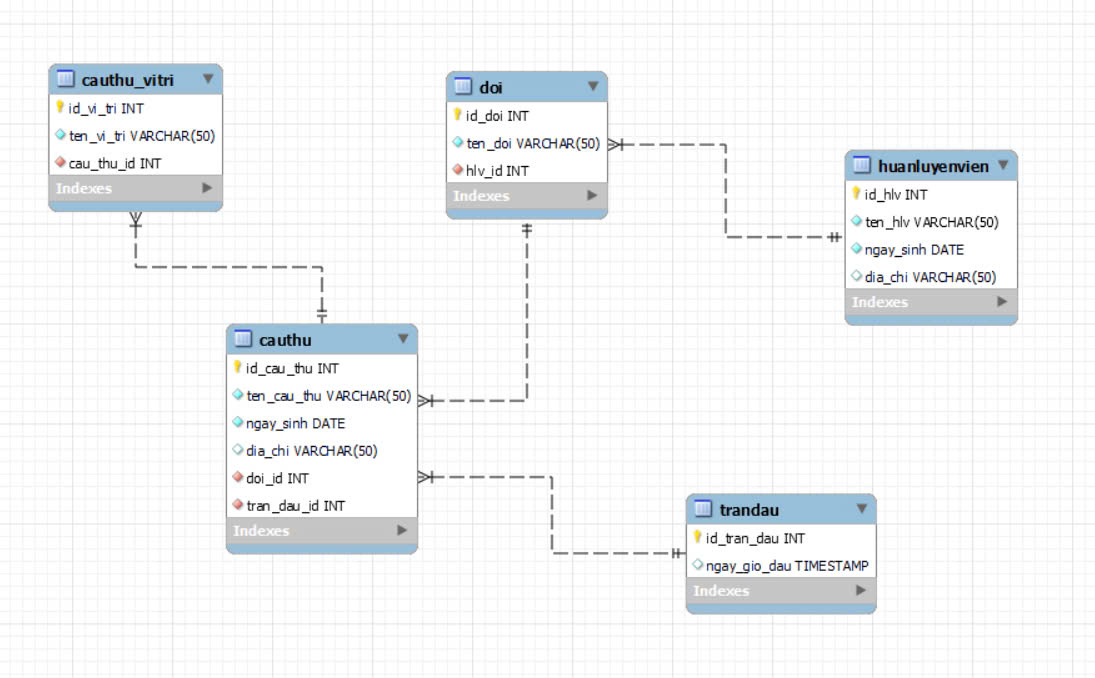 cauthu_vitri
id_vi_tri INT
ten_vi_tri VARCHAR(50)
cau_thu_id INT
Indexes
doi
id_doi INT
ten_doi VARCHAR(50)
hlv_id INT
Indexes
huanluyenvien
id_hlv INT
ten_hlv VARCHAR(50)
ngay_sinh DATE
dia_chi VARCHAR(50)
Indexes
cauthu
id_cau_thu INT
ten_cau_thu VARCHAR(50)
ngay_sinh DATE
dia_chi VARCHAR(50)
doi_id INT
tran_dau_id INT
Indexes
trandau
id_tran_dau INT
ngay_gio_dau TIMESTAMP
Indexes